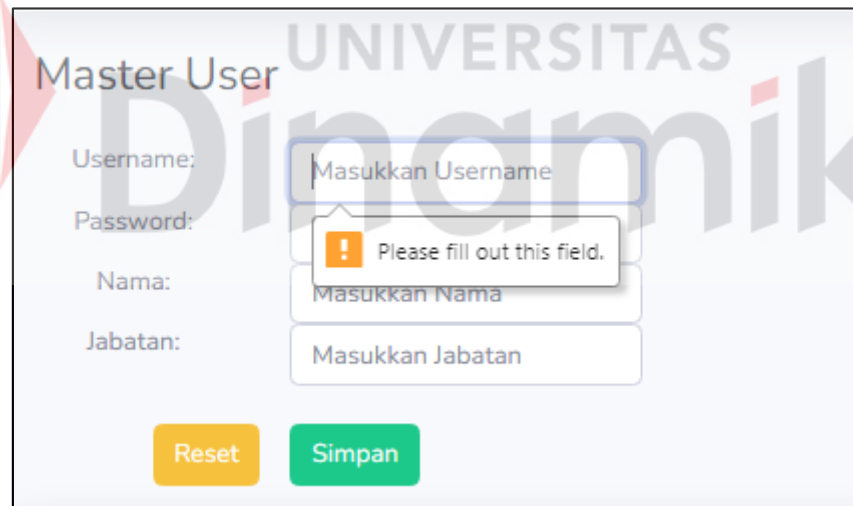 UNIVERSITAS
Dinamik
Master User
Username:
Masukkan Username
Password:
Please fill out this field.
Nama:
Masukkan Nama
Jabatan:
Masukkan Jabatan
Reset
Simpan